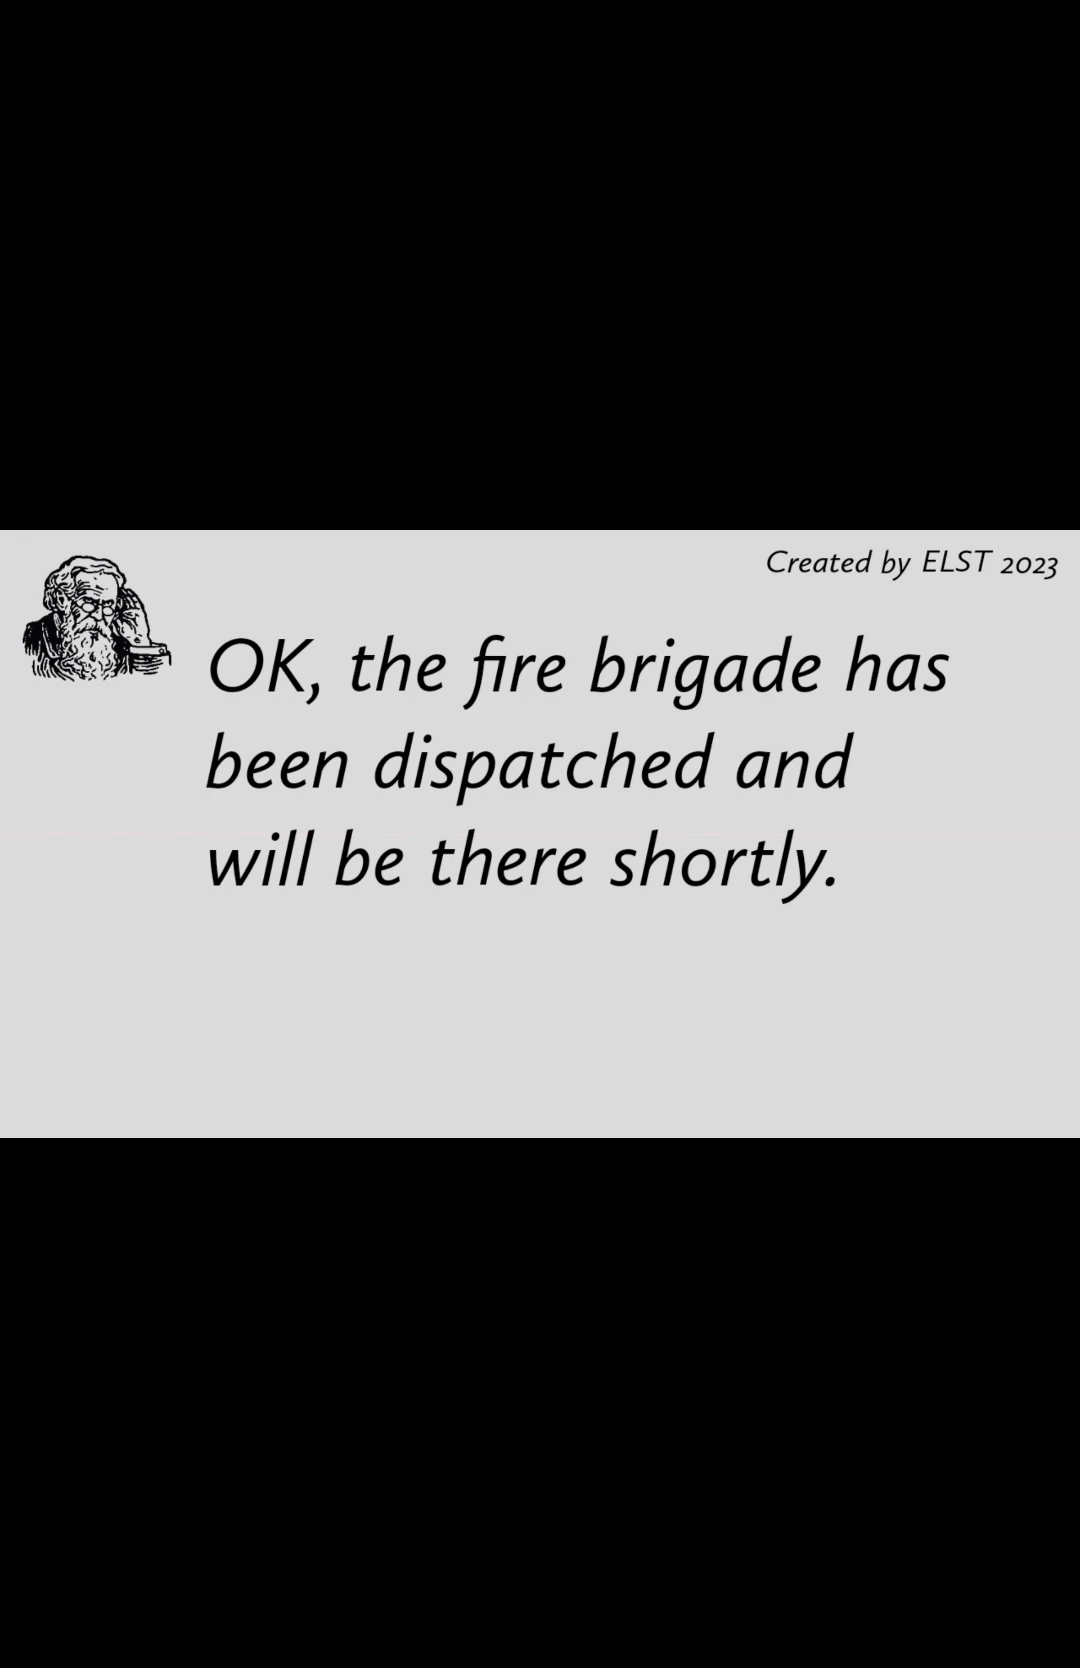 Created by ELST 2023
OK, the fire brigade has
been dispatched and
will be there shortly.